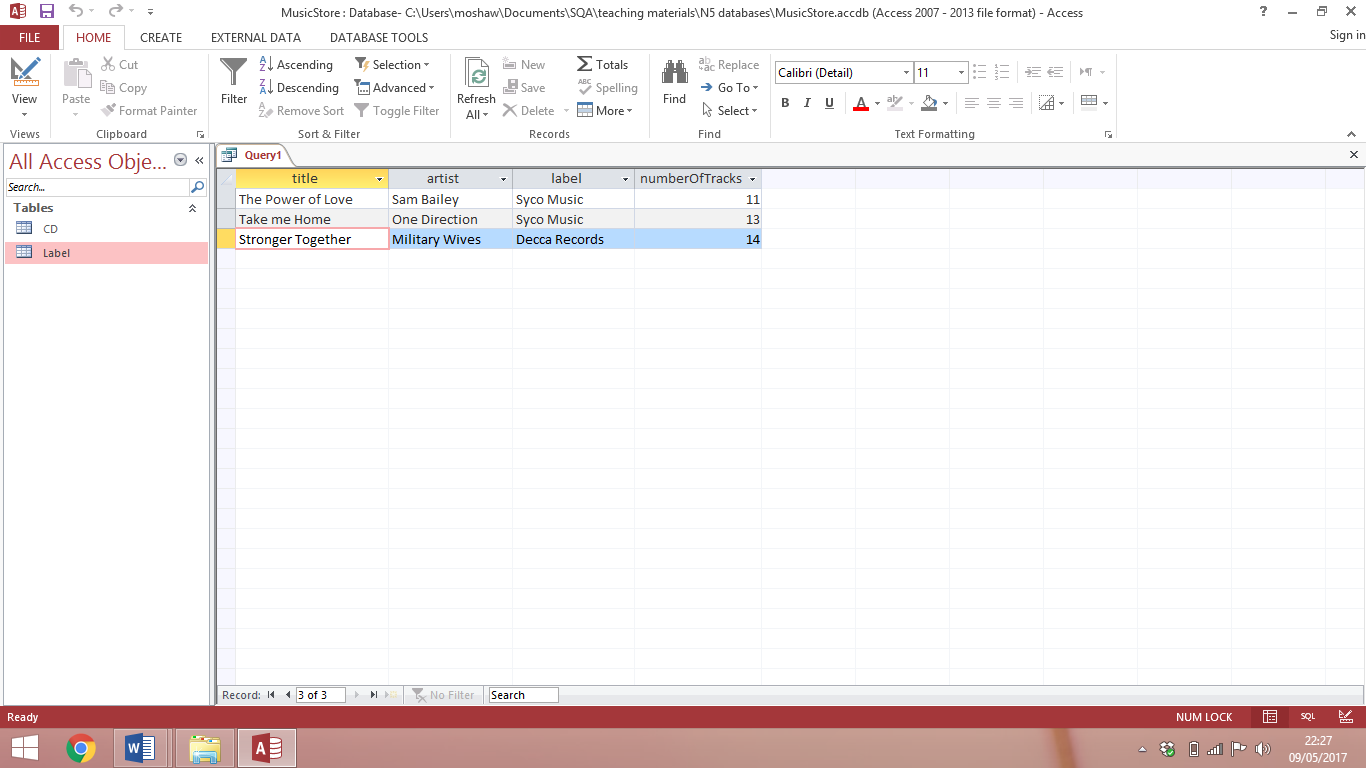 MusicStore : Database- C:\Users\moshaw\Documents\SQA\teaching materials\N5 databases\MusicStore.accdb (Access 2007 - 2013 file format) - Access
FILE HOME CREATE EXTERNAL DATA DATABASE TOOLS Sign in
View
Views
Paste
Cut
Copy
Format Painter
Clipboard
Filter
Ascending
Descending
Remove Sort
Selection
Advanced
Toggle Filter
Sort & Filter
Refresh
All
New
Save
Delete
Totals
Spelling
More
Records
Find
Replace
Go To
Select
Find
Calibri (Detail) 11
B I U A
Text Formatting
All Access Obje...
Search...
Tables
CD
Label
Query1
title artist label numberOfTracks
The Power of Love Sam Bailey Syco Music 11
Take me Home One Direction Syco Music 13
Stronger Together Military Wives Decca Records 14
Record: 3 of 3 No Filter Search
Ready NUM LOCK SQL
22:27
09/05/2017